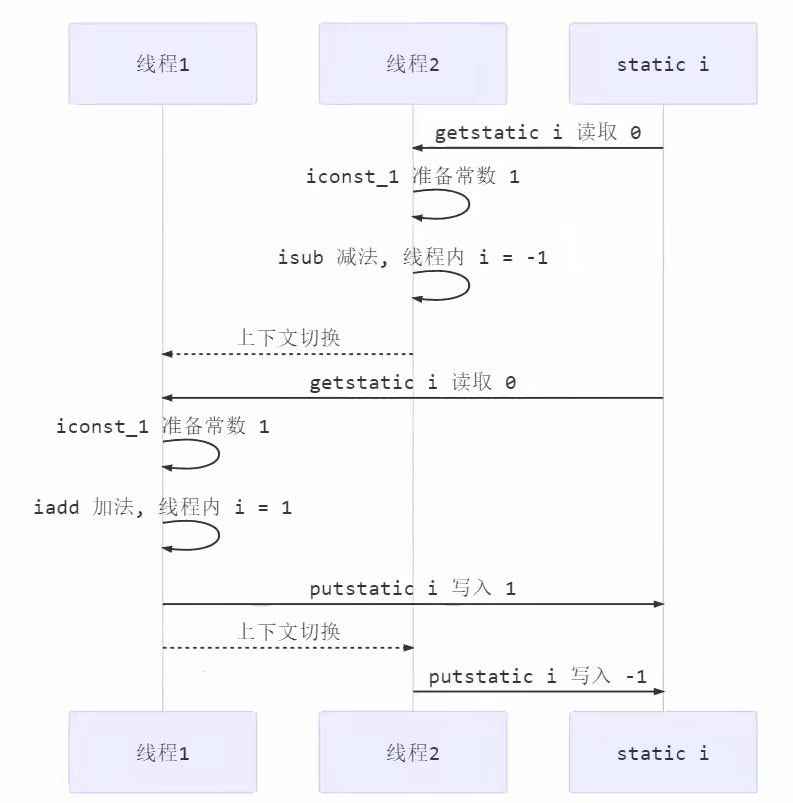 线程1
线程2
static i
getstatic i 读取 0
iconst_1 准备常数 1
isub 减法, 线程内 i = -1
上下文切换
getstatic i 读取 0
iconst_1 准备常数 1
iadd 加法, 线程内 i = 1
putstatic i 写入 1
上下文切换
putstatic i 写入 -1
线程1
线程2
static i